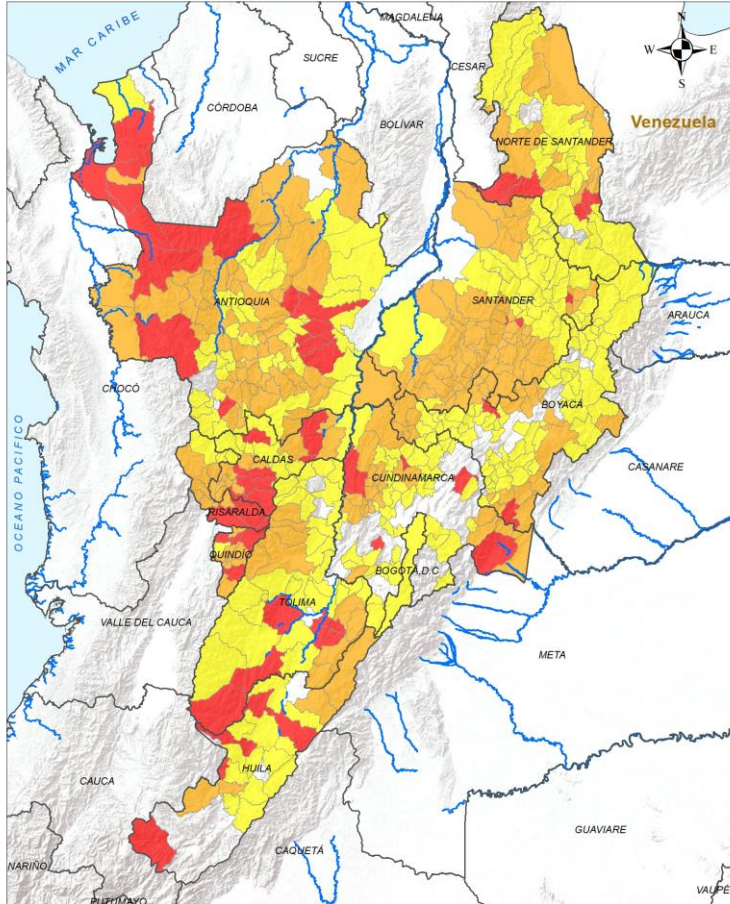 MAGDALENA
N
MAR CARIBE
W E
S
SUCRE
CESAR
CÓRDOBA
BOLÍVAR
Venezuela
NORTE DE SANTANDER
ANTIOQUIA
SANTANDER
ARAUCA
CHOCÓ
BOYACÁ
OCEANO PACIFICO
CALDAS
CUNDINAMARCA
CASANARE
RISARALDA
QUINDÍO
BOGOTÁ, D.C
TOLIMA
VALLE DEL CAUCA
META
HUILA
CAUCA
GUAVIARE
CAQUETÁ
NARIÑO
PUTUMAYO
VAUPÉ